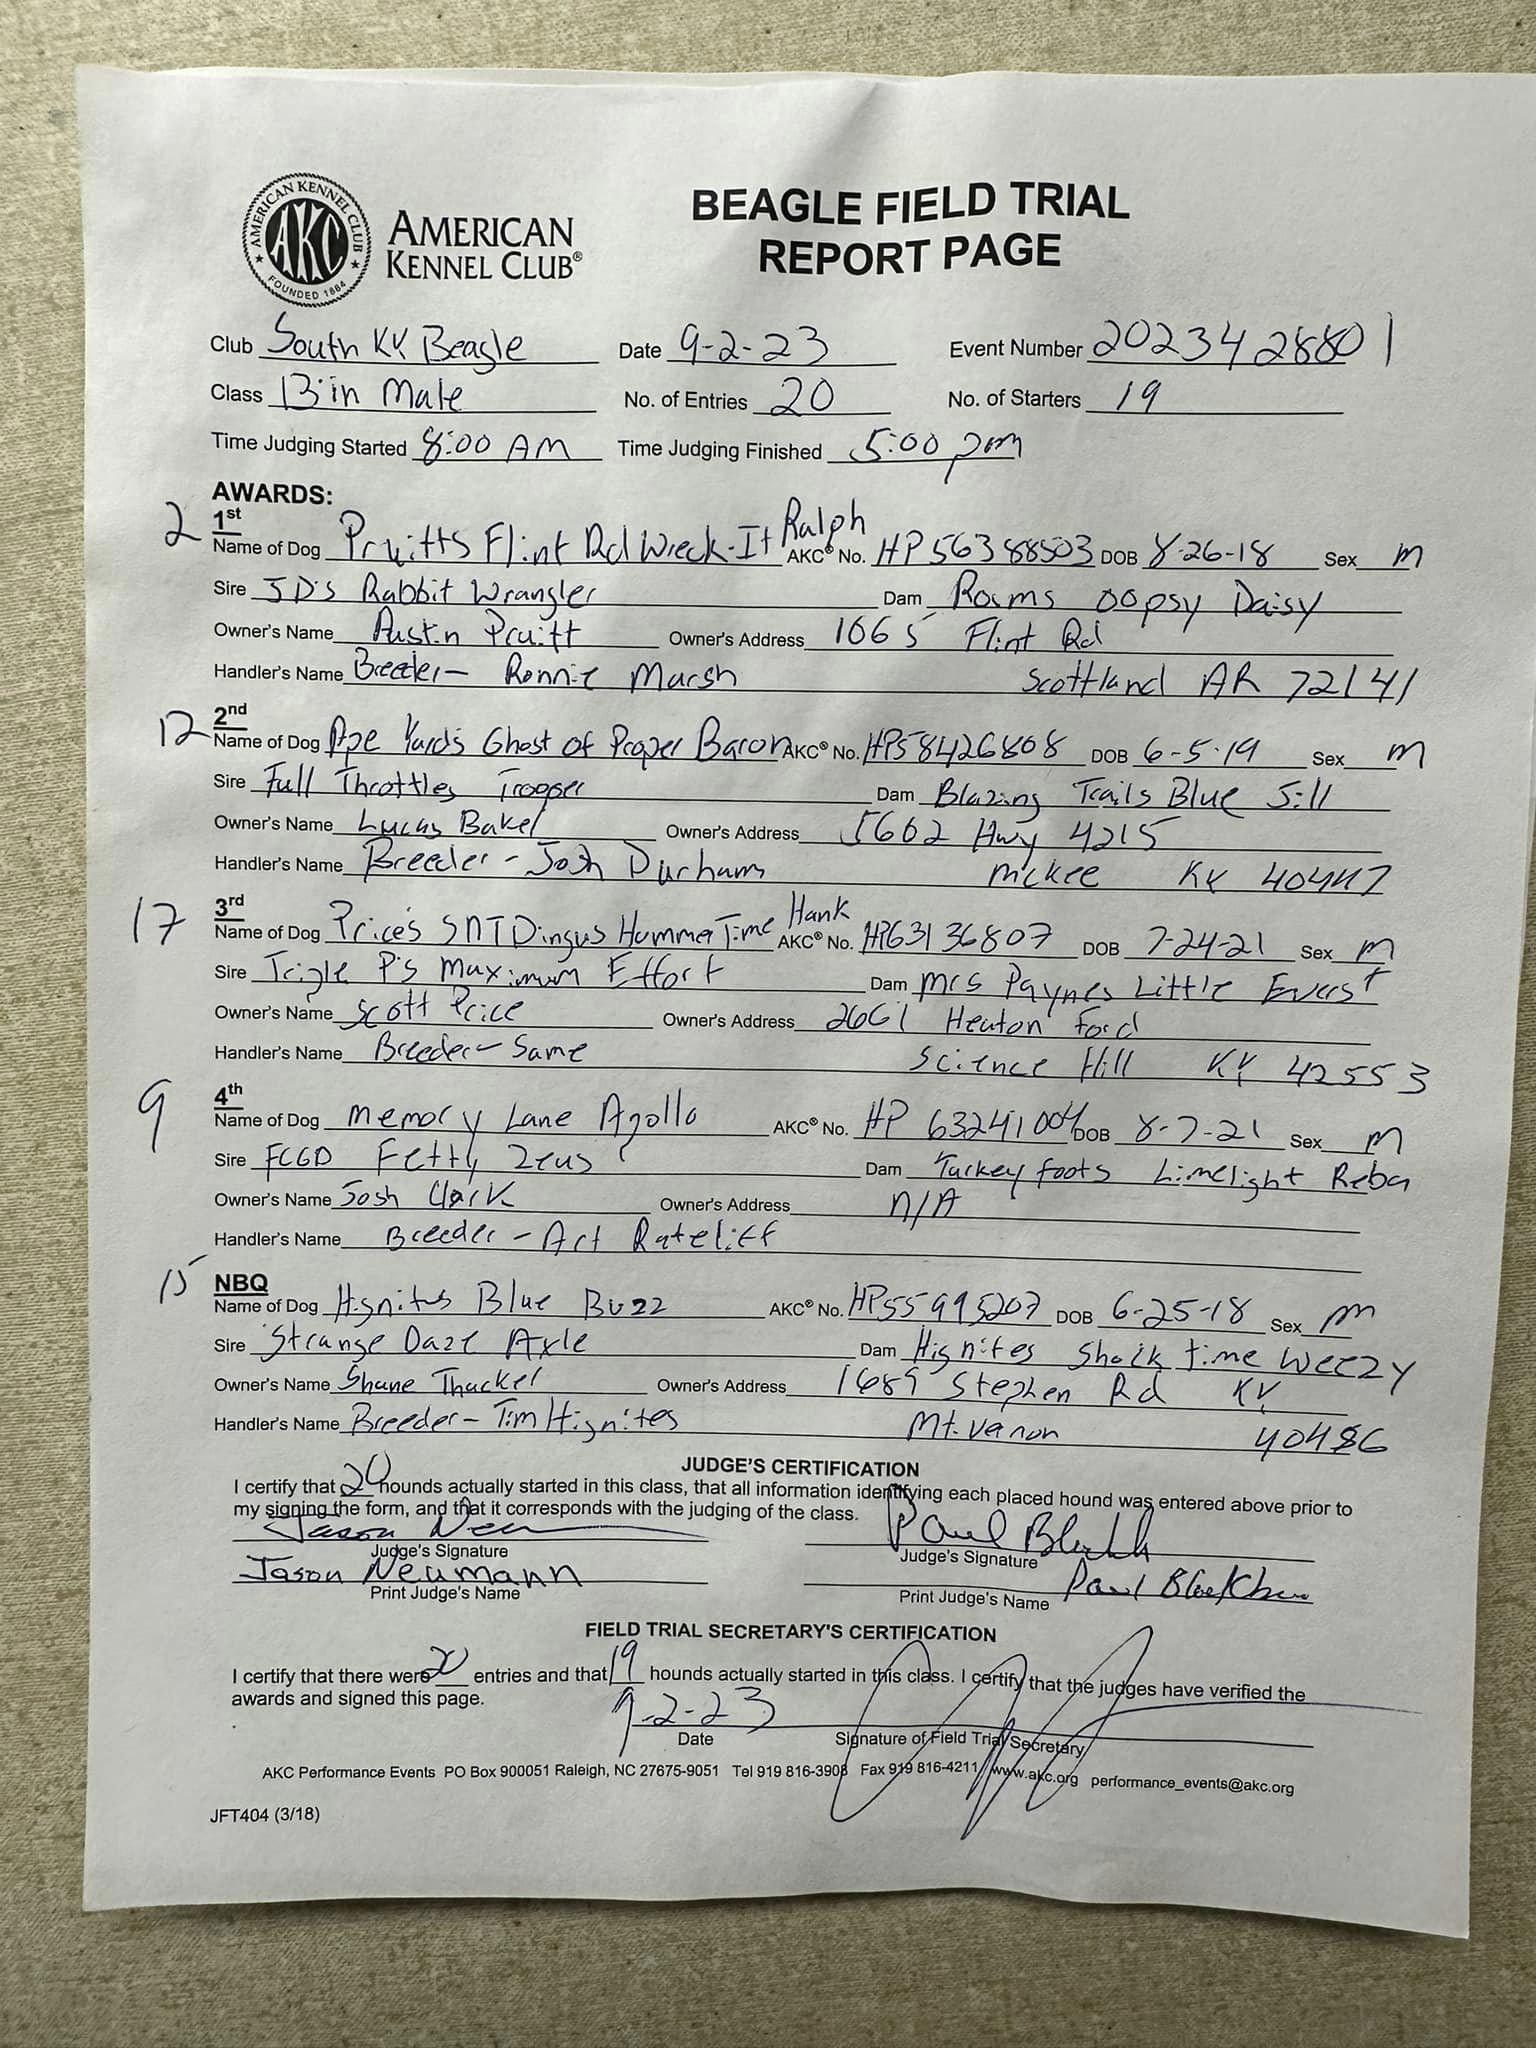 AMERICAN KENNEL CLUB
AKC
FOUNDED 1884
AMERICAN
KENNEL CLUB®
BEAGLE FIELD TRIAL
REPORT PAGE
Club South KY Beagle Date 9-2-23 Event Number 2023428801
Class 13 in Male No. of Entries 20 No. of Starters 19
Time Judging Started 8:00 AM Time Judging Finished 5:00 pm
AWARDS:
2 1st
Name of Dog Pruitts Flint Rd Wreck-It Ralph AKC® No. HP56388503 DOB 8-26-18 Sex m
Sire JD's Rabbit Wrangler Dam oopsy Daisy
Owner's Name Austin Pruitt Owner's Address 1065 Flint Rd
Handler's Name Breeder- Ronnie Marsh Scottland AR 72141
12 2nd
Name of Dog Ape Yards Ghost of Proper Baron AKC® No. HP58426808 DOB 6-5-19 Sex m
Sire Full Throttles Trooper Dam Blazing Trails Blue Jill
Owner's Name Lucas Baker Owner's Address 5602 Hwy 4215
Handler's Name Breeder- Josh Durham McKee KY 40447
17 3rd
Name of Dog Price's SNT Dingus Hummer Time Hank AKC® No. HP63136807 DOB 7-24-21 Sex m
Sire Triple P's Maximum Effort Dam Mrs Paynes Little Everst
Owner's Name Scott Price Owner's Address 2661 Ford
Handler's Name Breeder- Same Science Hill KY 42553
9 4th
Name of Dog Memory Lane Apollo AKC® No. HP 63241004 DOB 8-7-21 Sex m
Sire FCGD Fetty Zeus Dam Turkey foots Limelight Reba
Owner's Name Josh Clark Owner's Address N/A
Handler's Name Breeder- Art Rateliff
15 NBQ
Name of Dog Hignites Blue Buzz AKC® No. HP55995207 DOB 6-25-18 Sex m
Sire Strange Daze Axle Dam Hignites Shock time Weezy
Owner's Name Shane Thacker Owner's Address 1689 Stephen Rd KY
Handler's Name Breeder- Tim Hignites Mt. Vernon 40456
JUDGE'S CERTIFICATION
I certify that 20 hounds actually started in this class, that all information identifying each placed hound was entered above prior to
my signing the form, and that it corresponds with the judging of the class.
Judge's Signature Judge's Signature
Jason Neumann
Print Judge's Name Print Judge's Name Paul
FIELD TRIAL SECRETARY'S CERTIFICATION
I certify that there were 20 entries and that 19 hounds actually started in this class. I certify that the judges have verified the
awards and signed this page.
9-2-23
Date Signature of Field Trial Secretary
AKC Performance Events PO Box 900051 Raleigh, NC 27675-9051 Tel 919 816-3908 Fax 919 816-4211 www.akc.org performance_events@akc.org
JFT404 (3/18)